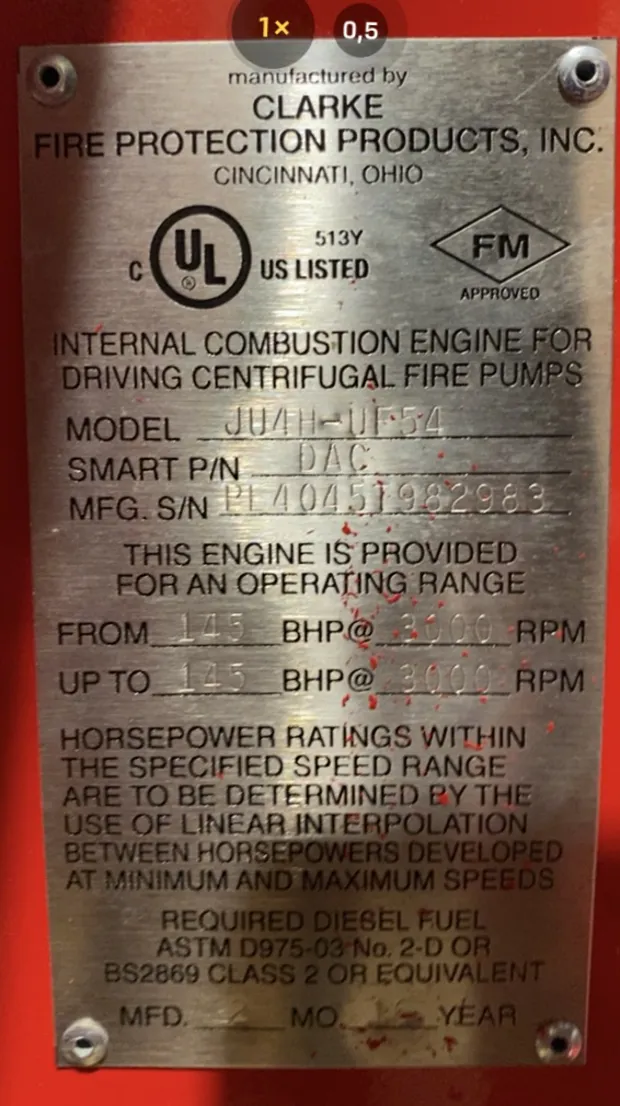 1× 0,5
manufactured by
CLARKE
FIRE PROTECTION PRODUCTS, INC.
CINCINNATI, OHIO
C UL ® 513Y
US LISTED
FM
APPROVED
INTERNAL COMBUSTION ENGINE FOR
DRIVING CENTRIFUGAL FIRE PUMPS
MODEL JU4H-UF54
SMART P/N DAC
MFG. S/N
THIS ENGINE IS PROVIDED
FOR AN OPERATING RANGE
FROM 145 BHP@ 3000 RPM
UP TO 145 BHP@ 3000 RPM
HORSEPOWER RATINGS WITHIN
THE SPECIFIED SPEED RANGE
ARE TO BE DETERMINED BY THE
USE OF LINEAR INTERPOLATION
BETWEEN HORSEPOWERS DEVELOPED
AT MINIMUM AND MAXIMUM SPEEDS
REQUIRED DIESEL FUEL
ASTM D975-03 No. 2-D OR
BS2869 CLASS 2 OR EQUIVALENT
MFD. MO. YEAR